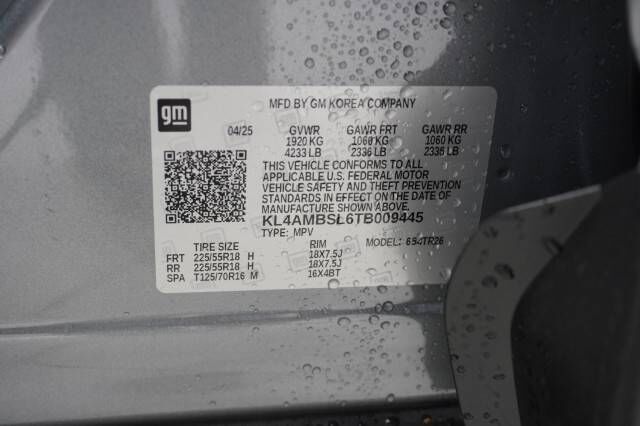 gm
MFD BY GM KOREA COMPANY
04/25 GVWR GAWR FRT GAWR RR
1920 KG 1060 KG 1060 KG
4233 LB 2336 LB 2336 LB
THIS VEHICLE CONFORMS TO ALL
APPLICABLE U.S. FEDERAL MOTOR
VEHICLE SAFETY AND THEFT PREVENTION
STANDARDS IN EFFECT ON THE DATE OF
MANUFACTURE SHOWN ABOVE.
KL4AMBSL6TB009445
TYPE: MPV MODEL: 654TR26
TIRE SIZE RIM
FRT 225/55R18 H 18X7.5J
RR 225/55R18 H 18X7.5J
SPA T125/70R16 M 16X4BT